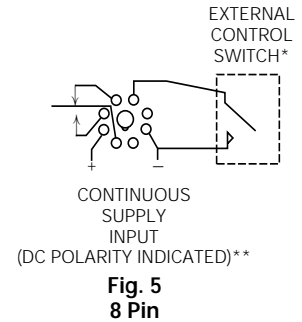 EXTERNAL
CONTROL
SWITCH*
+
–
CONTINUOUS
SUPPLY
INPUT
(DC POLARITY INDICATED)**
Fig. 5
8 Pin